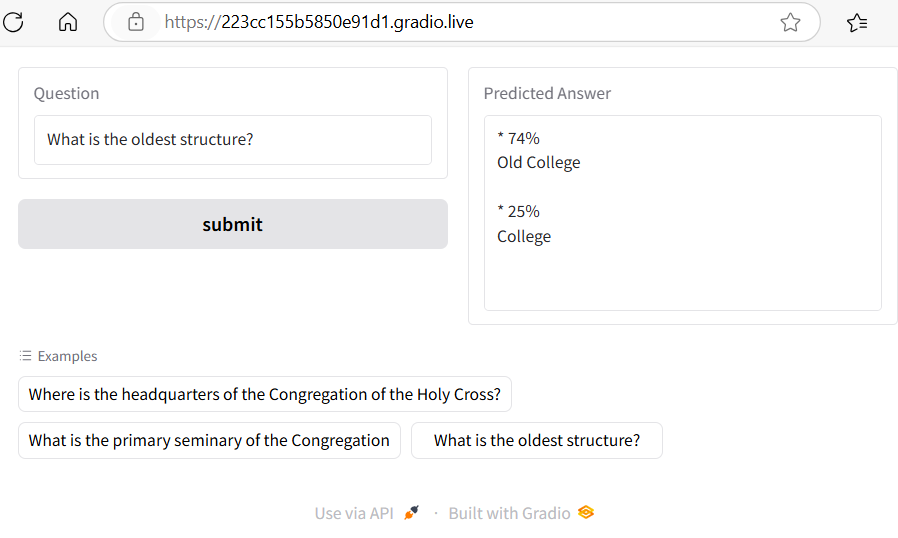 https://223cc155b5850e91d1.gradio.live
Question
What is the oldest structure?
submit
Predicted Answer
* 74%
Old College
* 25%
College
Examples
Where is the headquarters of the Congregation of the Holy Cross?
What is the primary seminary of the Congregation
What is the oldest structure?
Use via API · Built with Gradio